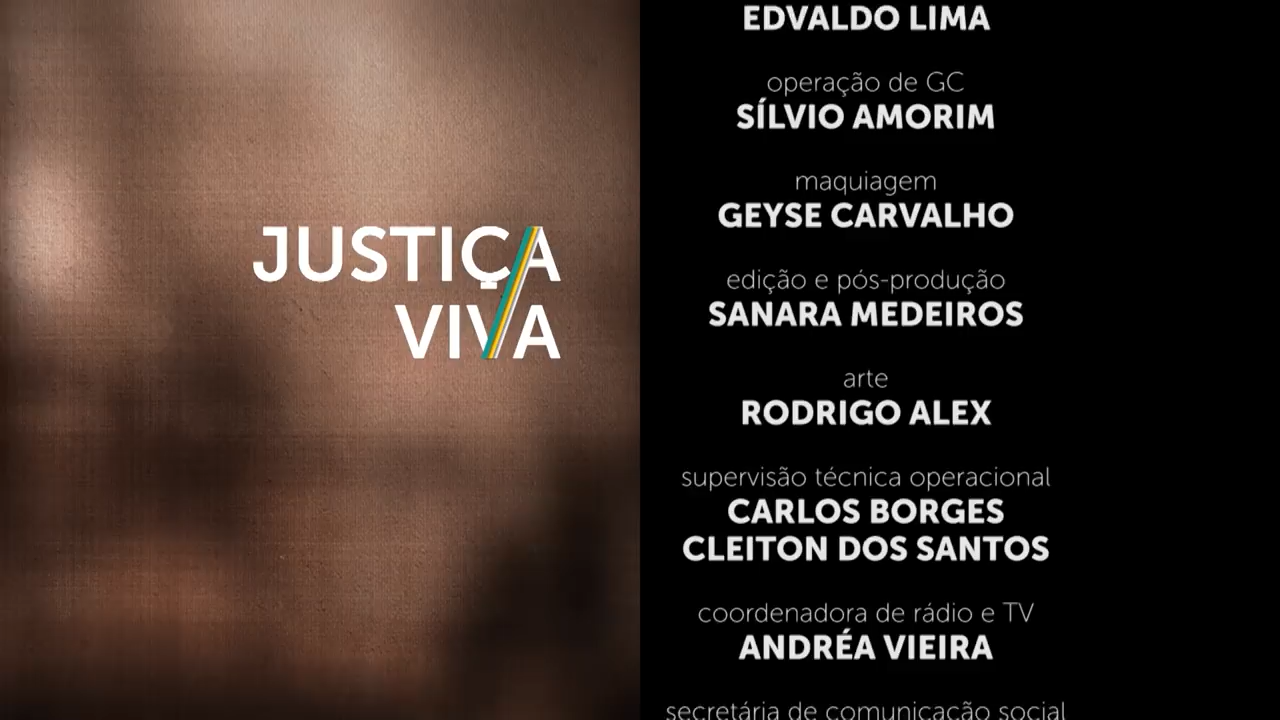 JUSTIÇA
VIVA
EDVALDO LIMA
operação de GC
SÍLVIO AMORIM
maquiagem
GEYSE CARVALHO
edição e pós-produção
SANARA MEDEIROS
arte
RODRIGO ALEX
supervisão técnica operacional
CARLOS BORGES
CLEITON DOS SANTOS
coordenadora de rádio e TV
ANDRÉA VIEIRA
secretária de comunicação social